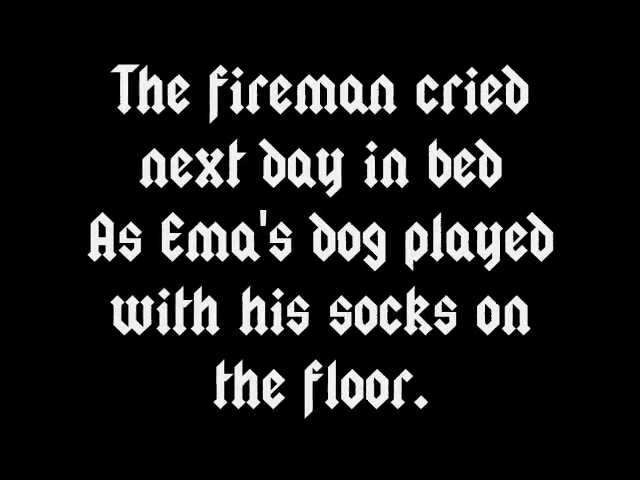 The fireman cried
next day in bed
As Ema's dog played
with his socks on
the floor.